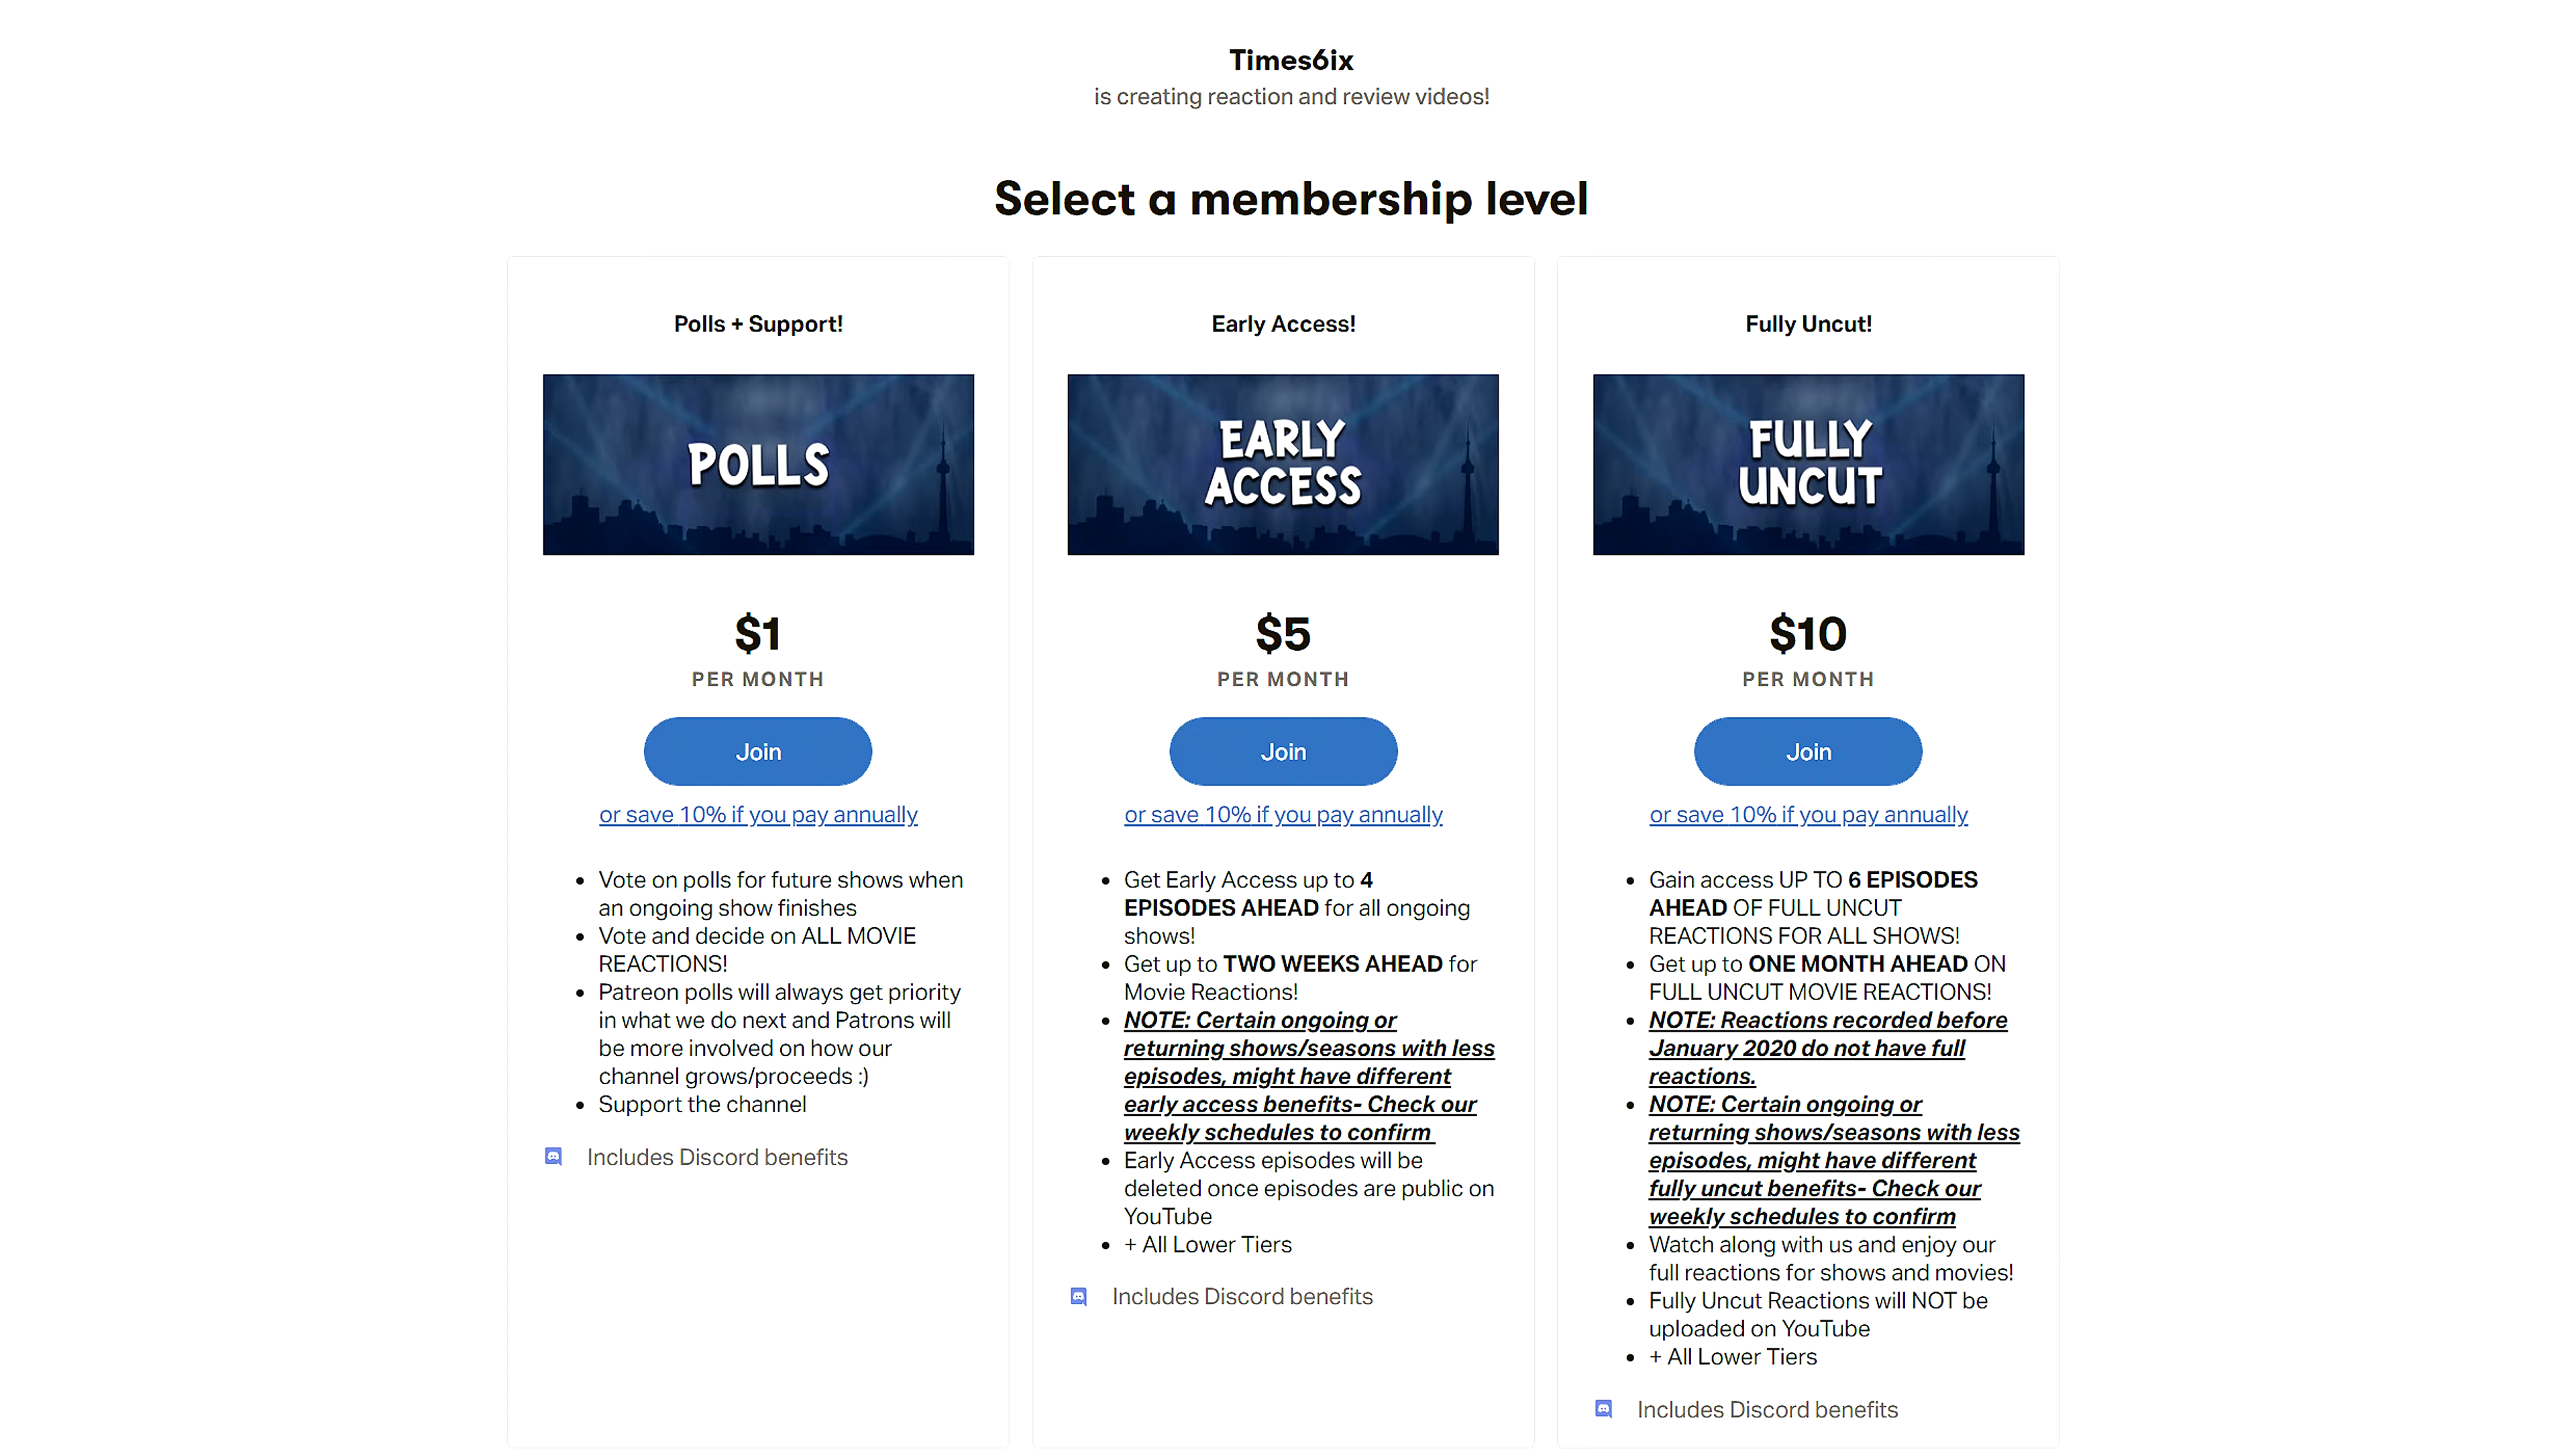 Times6ix
is creating reaction and review videos!
Select a membership level
Polls + Support!
POLLS
$1
PER MONTH
Join
or save 10% if you pay annually
Vote on polls for future shows when
an ongoing show finishes
Vote and decide on ALL MOVIE
REACTIONS!
Patreon polls will always get priority
in what we do next and Patrons will
be more involved on how our
channel grows/proceeds :)
Support the channel
Includes Discord benefits
Early Access!
EARLY
ACCESS
$5
PER MONTH
Join
or save 10% if you pay annually
Get Early Access up to 4
EPISODES AHEAD for all ongoing
shows!
Get up to TWO WEEKS AHEAD for
Movie Reactions!
NOTE: Certain ongoing or
returning shows/seasons with less
episodes, might have different
early access benefits- Check our
weekly schedules to confirm
Early Access episodes will be
deleted once episodes are public on
YouTube
+ All Lower Tiers
Includes Discord benefits
Fully Uncut!
FULLY
UNCUT
$10
PER MONTH
Join
or save 10% if you pay annually
Gain access UP TO 6 EPISODES
AHEAD OF FULL UNCUT
REACTIONS FOR ALL SHOWS!
Get up to ONE MONTH AHEAD ON
FULL UNCUT MOVIE REACTIONS!
NOTE: Reactions recorded before
January 2020 do not have full
reactions.
NOTE: Certain ongoing or
returning shows/seasons with less
episodes, might have different
fully uncut benefits- Check our
weekly schedules to confirm
Watch along with us and enjoy our
full reactions for shows and movies!
Fully Uncut Reactions will NOT be
uploaded on YouTube
+ All Lower Tiers
Includes Discord benefits